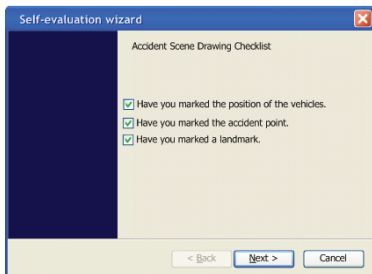 Self-evaluation wizard
Accident Scene Drawing Checklist
Have you marked the position of the vehicles.
Have you marked the accident point.
Have you marked a landmark.
< Back Next > Cancel